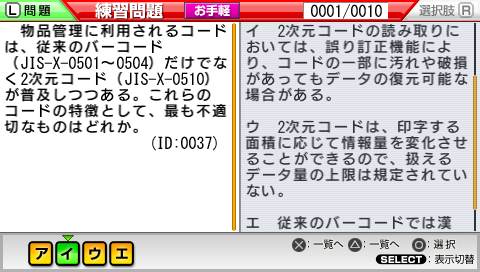 L 問題 練習問題 お手軽 0001/0010 選択肢 R
物品管理に利用されるコード
は、従来のバーコード
(JIS-X-0501～0504)だけでな
く2次元コード(JIS-X-0510)
が普及しつつある。これらの
コードの特徴として、最も不適
切なものはどれか。
(ID:0037)
イ 2次元コードの読み取りに
おいては、誤り訂正機能によ
り、コードの一部に汚れや破損
があってもデータの復元可能な
場合がある。
ウ 2次元コードは、印字する
面積に応じて情報量を変化させ
ることができるので、扱える
データ量の上限は規定されてい
ない。
エ 従来のバーコードでは漢
ア イ ウ エ
×：一覧へ △：一覧へ ○：選択
SELECT：表示切替